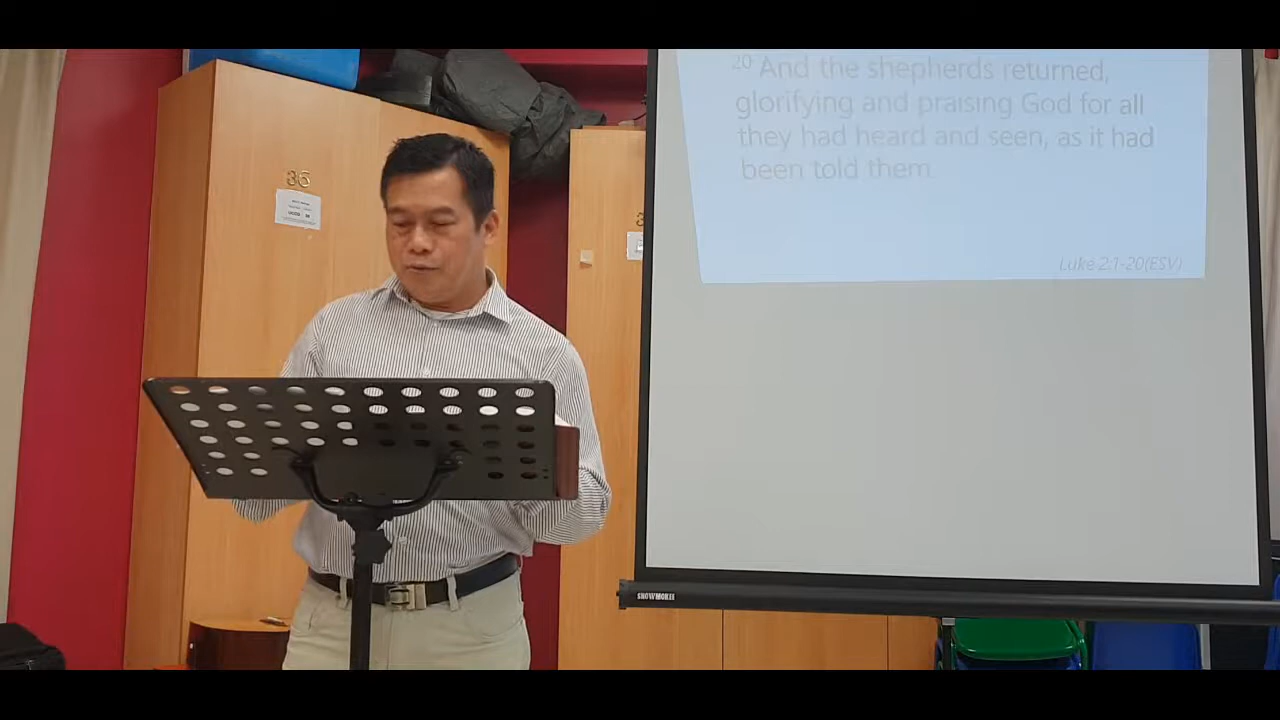 20 And the shepherds returned,
glorifying and praising God for all
they had heard and seen, as it had
been told them.
Luke 2:1-20(ESV)
36